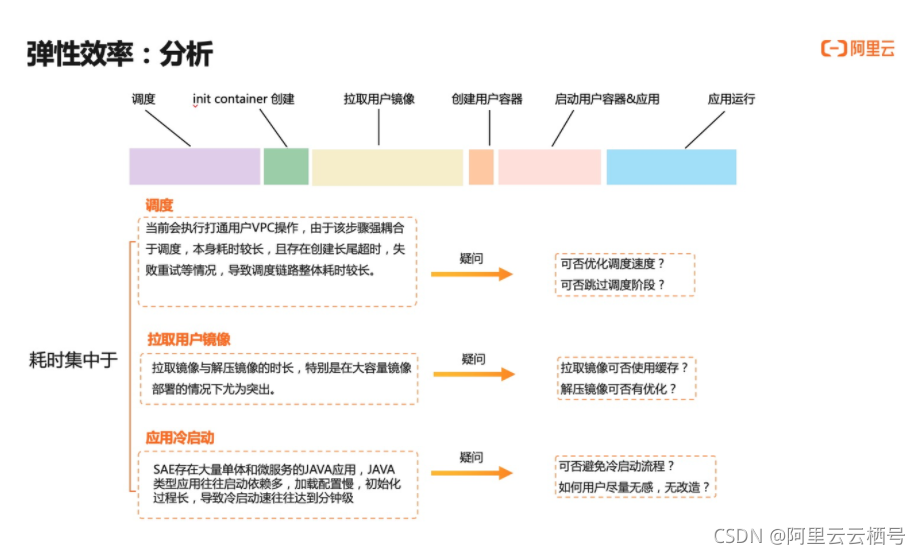 弹性效率：分析
阿里云
调度
init container 创建
拉取用户镜像
创建用户容器
启动用户容器&应用
应用运行
耗时集中于
调度
当前会执行打通用户VPC操作，由于该步骤强耦合
于调度，本身耗时较长，且存在创建长尾超时，失
败重试等情况，导致调度链路整体耗时较长。
疑问
可否优化调度速度？
可否跳过调度阶段？
拉取用户镜像
拉取镜像与解压镜像的时长，特别是在大容量镜像
部署的情况下尤为突出。
疑问
拉取镜像可否使用缓存？
解压镜像可否有优化？
应用冷启动
SAE存在大量单体和微服务的JAVA应用，JAVA
类型应用往往启动依赖多，加载配置慢，初始化
过程长，导致冷启动速往往达到分钟级
疑问
可否避免冷启动流程？
如何用户尽量无感，无改造？
CSDN @阿里云云栖号